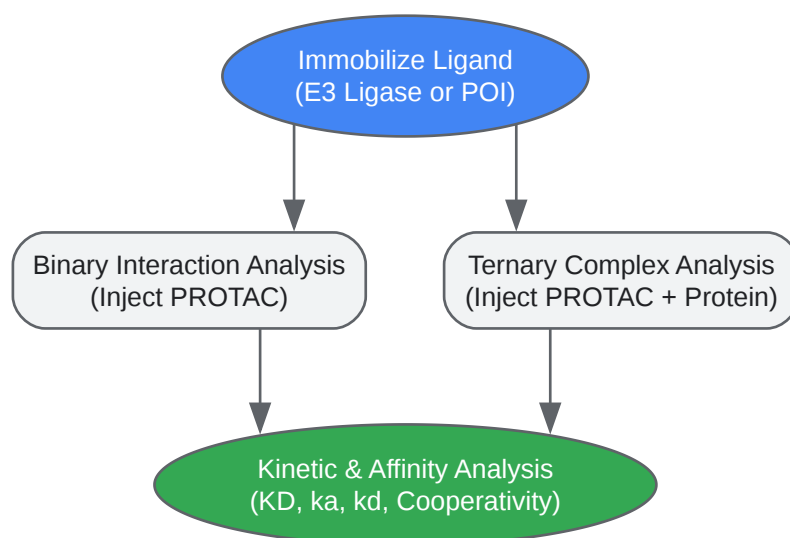 Immobilize Ligand
(E3 Ligase or POI)
Binary Interaction Analysis
(Inject PROTAC)
Ternary Complex Analysis
(Inject PROTAC + Protein)
Kinetic & Affinity Analysis
(KD, ka, kd, Cooperativity)